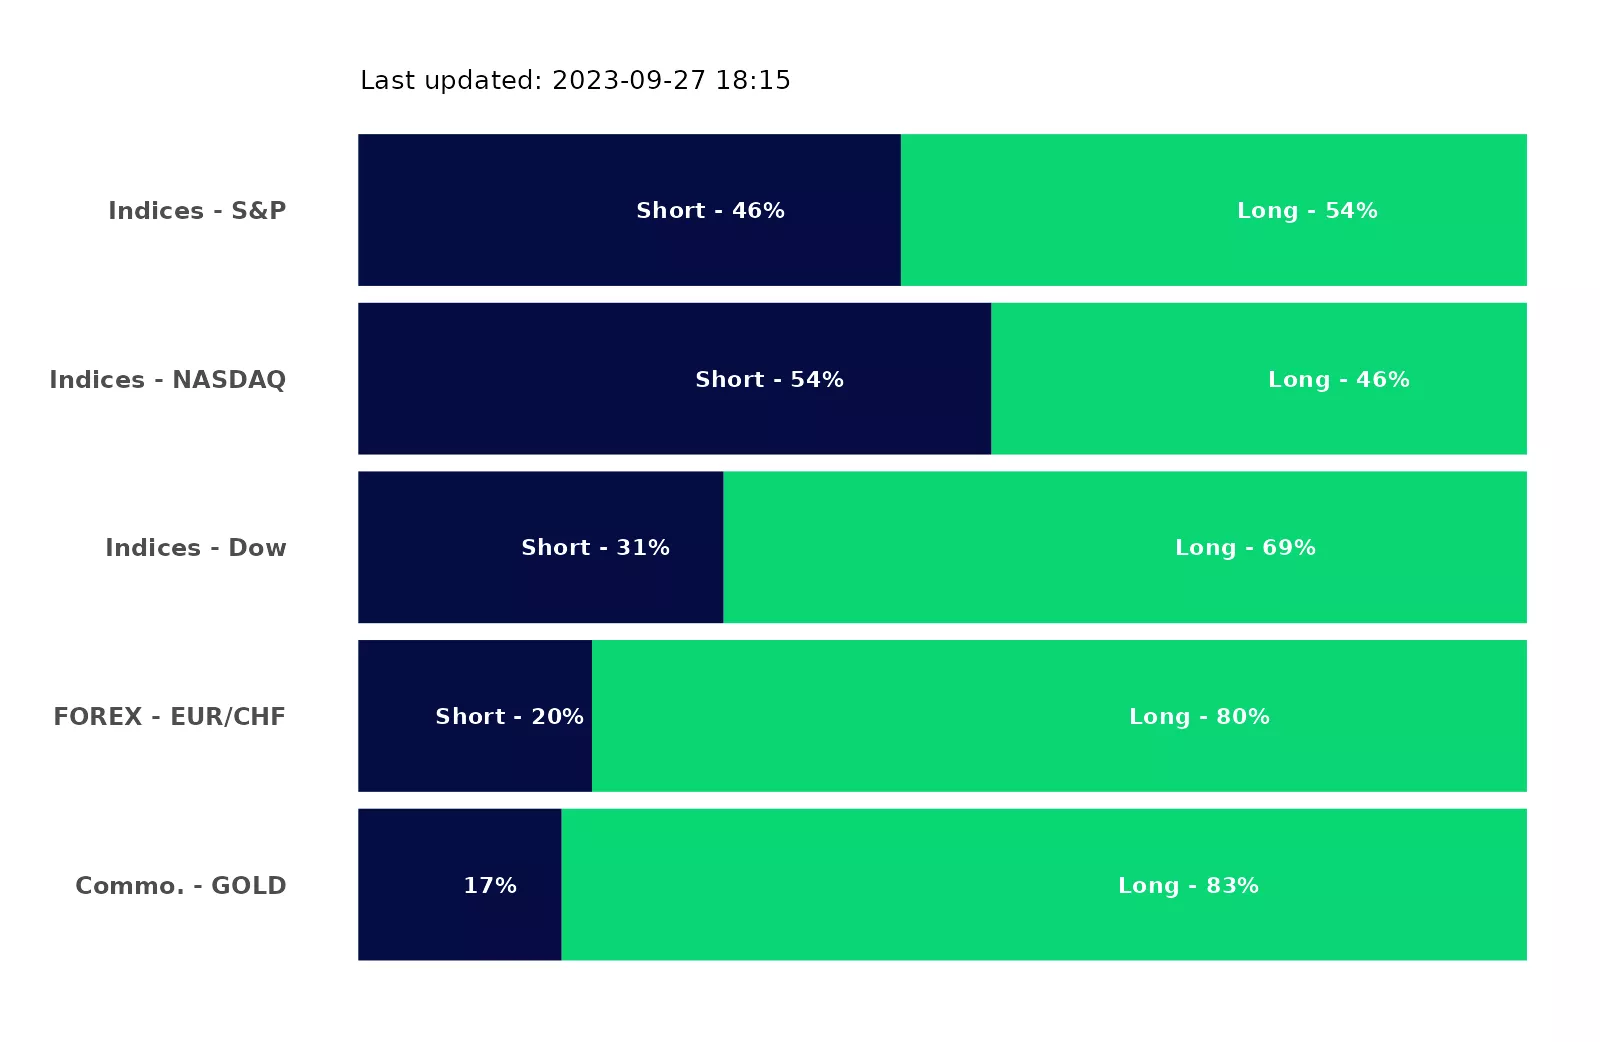 Last updated: 2023-09-27 18:15
Indices - S&P Short - 46% Long - 54%
Indices - NASDAQ Short - 54% Long - 46%
Indices - Dow Short - 31% Long - 69%
FOREX - EUR/CHF Short - 20% Long - 80%
Commo. - GOLD 17% Long - 83%